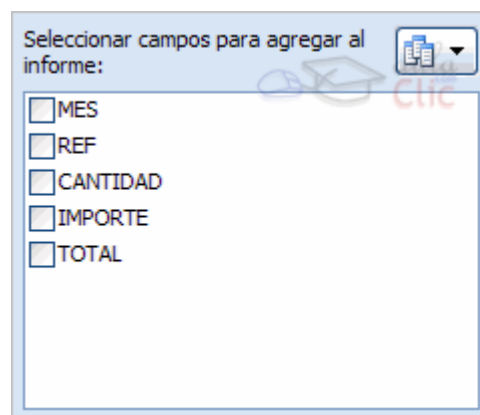 Seleccionar campos para agregar al
informe:
Clic
MES
REF
CANTIDAD
IMPORTE
TOTAL